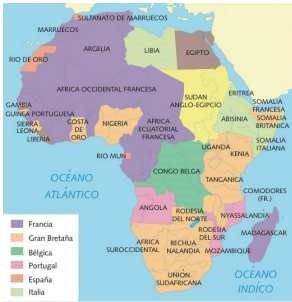 SULTANATO DE MARRUECOS
MARRUECOS
ARGELIA
LIBIA
EGIPTO
RIO DE ORO
AFRICA OCCIDENTAL FRANCESA
SUDAN
ANGLO-EGIPCIO
ERITREA
SOMALIA
FRANCESA
SOMALIA
BRITANICA
ABISINIA
SOMALIA
ITALIANA
GAMBIA
GUINEA PORTUGUESA
SIERRA
LEONA
LIBERIA
COSTA
DE
ORO
NIGERIA
AFRICA
ECUATORIAL
FRANCESA
RIO MUNI
UGANDA
KENIA
CONGO BELGA
TANGANICA
OCÉANO
ATLÁNTICO
COMODORES
(FR.)
ANGOLA
RODESIA
DEL NORTE
NYASSALANDIA
RODESIA
DEL SUR
MOZAMBIQUE
MADAGASCAR
AFRICA
SUROCCIDENTAL
BECHUA
NALANDIA
UNIÓN
SUDAFRICANA
OCÉANO
INDÍCO
Francia
Gran Bretaña
Bélgica
Portugal
España
Italia